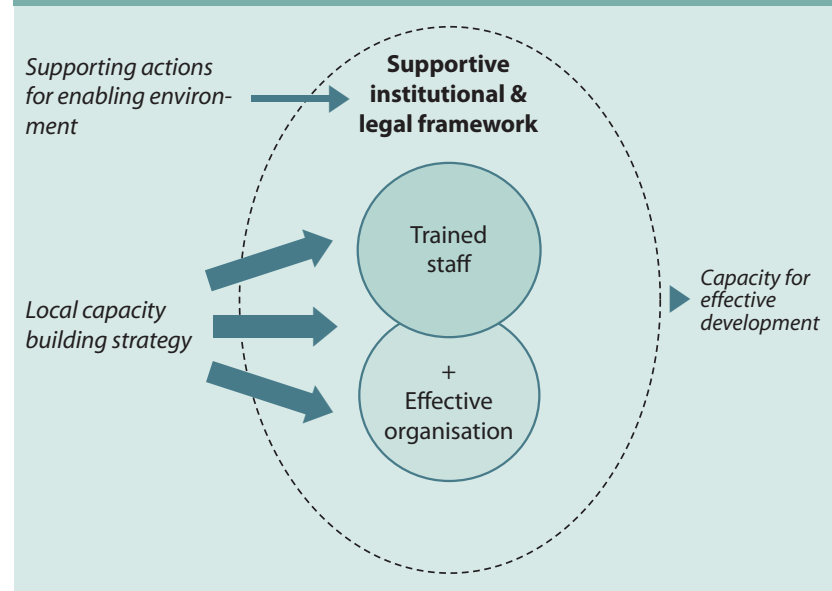 Supporting actions
for enabling environ-
ment
Supportive
institutional &
legal framework
Trained
staff
Local capacity
building strategy
+
Effective
organisation
Capacity for
effective
development